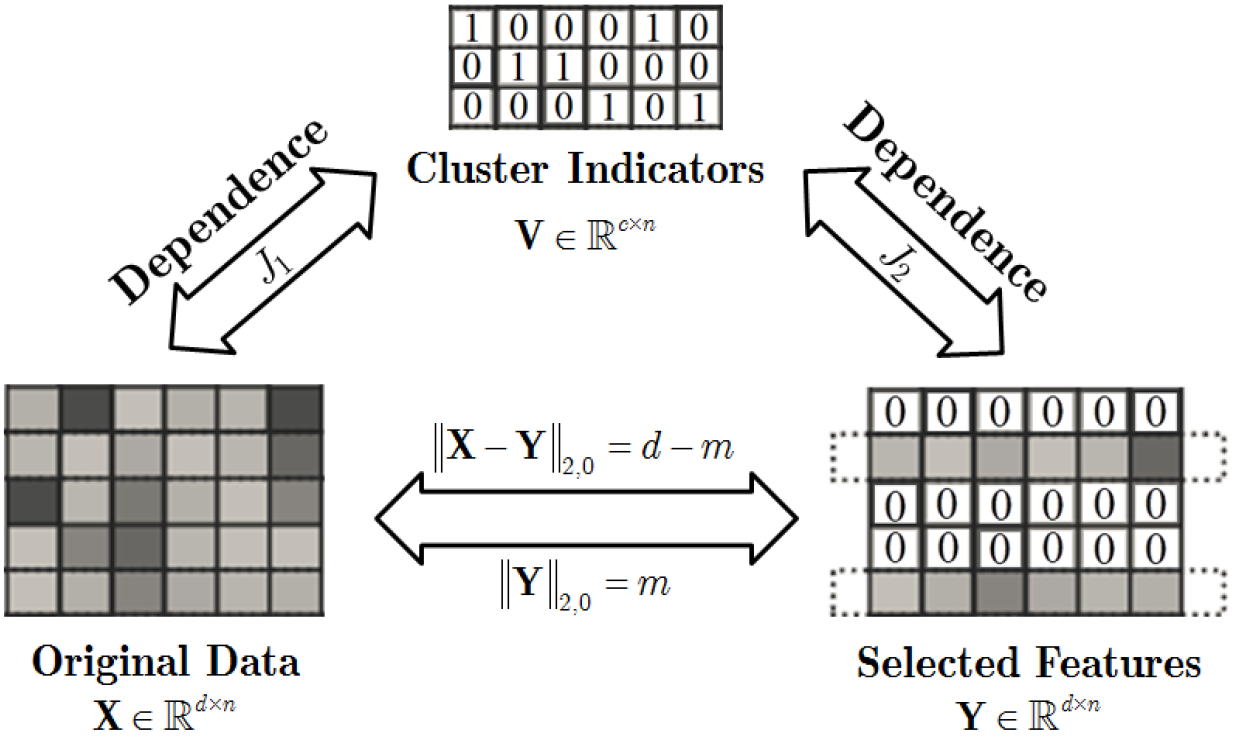 1 0 0 0 1 0
0 1 1 0 0 0
0 0 0 1 0 1
Cluster Indicators
V ∈ ℝ^{c×n}
Dependence
J₁
Dependence
J₂
‖X − Y‖_{2,0} = d − m
‖Y‖_{2,0} = m
0 0 0 0 0 0
0 0 0 0 0 0
0 0 0 0 0 0
Original Data
X ∈ ℝ^{d×n}
Selected Features
Y ∈ ℝ^{d×n}